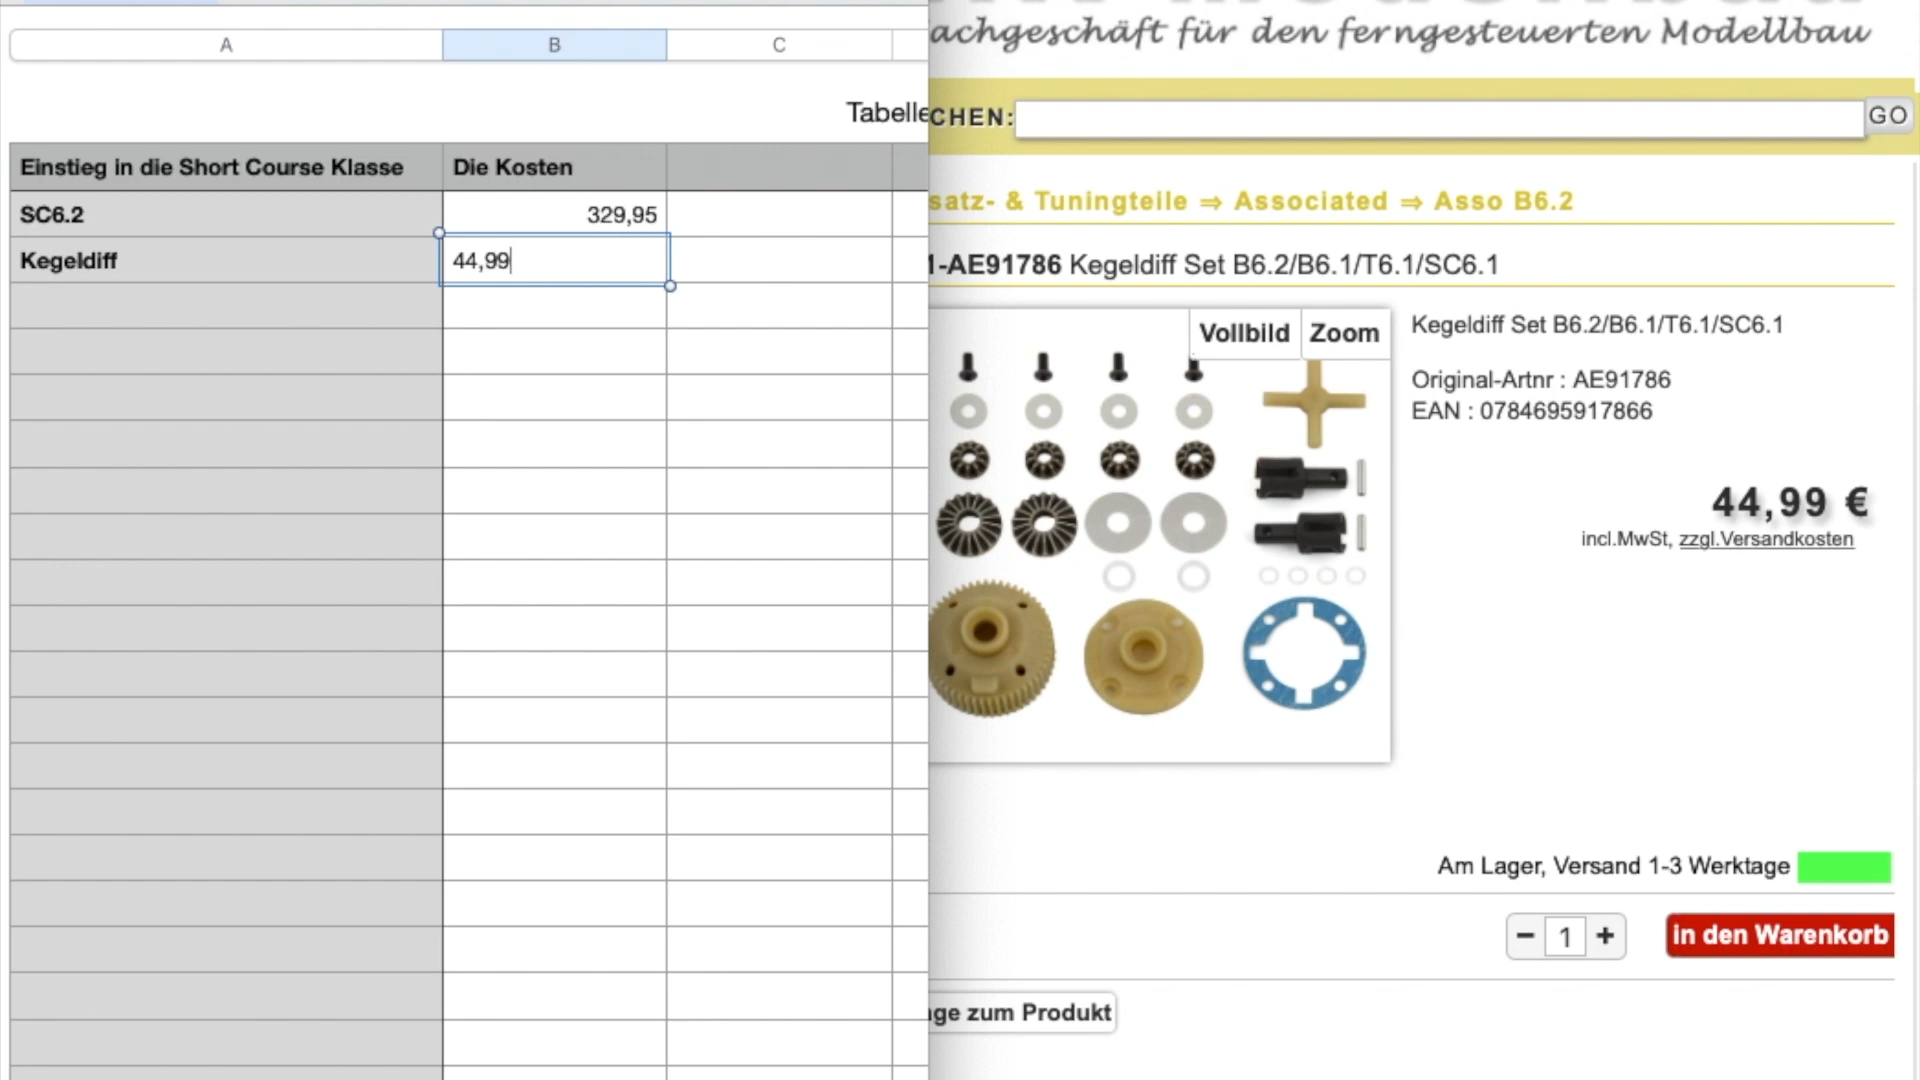 A
B
C
Tabelle
Einstieg in die Short Course Klasse
Die Kosten
SC6.2
329,95
Kegeldiff
44,99
achgeschäft für den ferngesteuerten Modellbau
CHEN:
GO
satz- & Tuningteile ⇒ Associated ⇒ Asso B6.2
1-AE91786 Kegeldiff Set B6.2/B6.1/T6.1/SC6.1
Vollbild
Zoom
Kegeldiff Set B6.2/B6.1/T6.1/SC6.1
Original-Artnr : AE91786
EAN : 0784695917866
44,99 €
incl.MwSt, zzgl.Versandkosten
Am Lager, Versand 1-3 Werktage
− 1 +
in den Warenkorb
ge zum Produkt